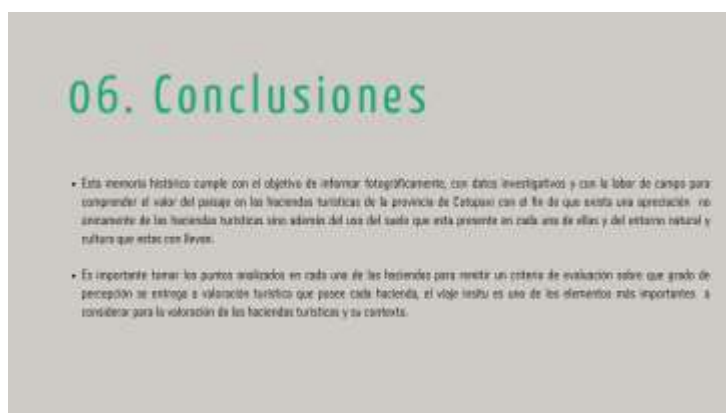 06. Conclusiones
• Esta memoria histórica cumple con el objetivo de informar fotográficamente, con datos investigativos y con la labor de campo para
comprender el valor del paisaje en las haciendas turísticas de la provincia de Cotopaxi con el fin de que exista una apreciación no
únicamente de las haciendas turísticas sino además del uso del suelo que esta presente en cada una de ellas y del entorno natural y
cultura que estas con llevan.
• Es importante tomar los puntos analizados en cada una de las haciendas para remitir un criterio de evaluación sobre que grado de
percepción se entrega a valoración turística que posee cada hacienda, el viaje insitu es uno de los elementos más importantes a
considerar para la valoración de las haciendas turísticas y su contexto.